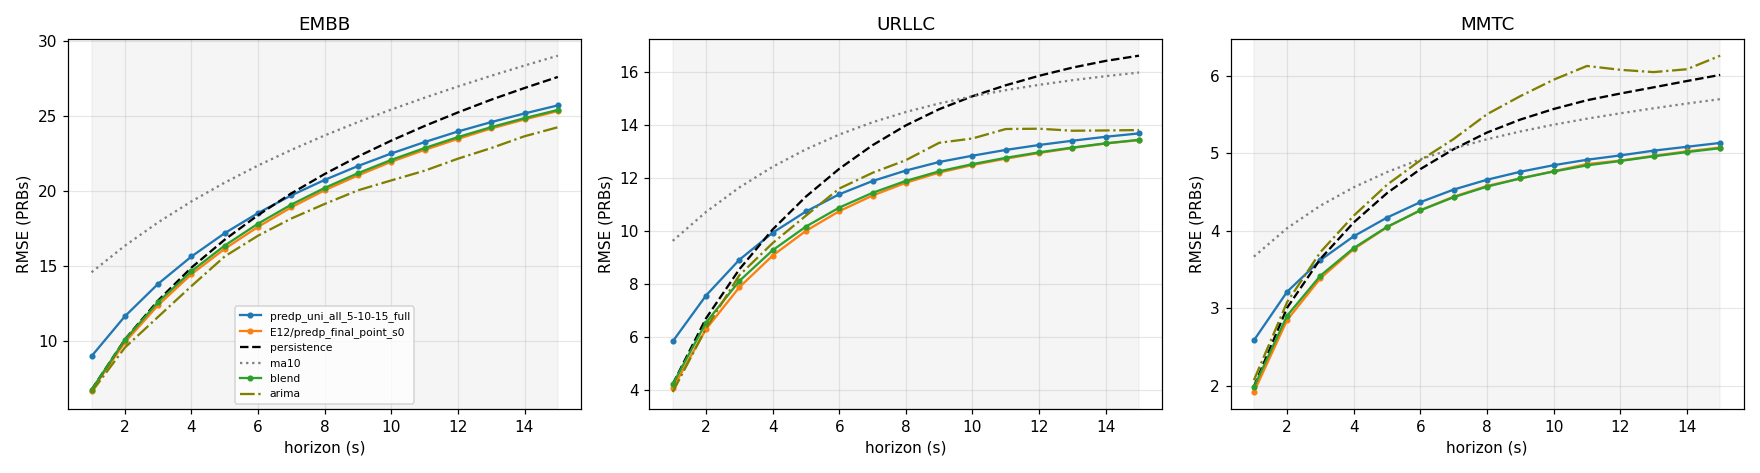 EMBB
URLLC
MMTC
RMSE (PRBs)
30
25
20
15
10
2 4 6 8 10 12 14
horizon (s)
predp_uni_all_5-10-15_full
E12/predp_final_point_s0
persistence
ma10
blend
arima
RMSE (PRBs)
16
14
12
10
8
6
4
2 4 6 8 10 12 14
horizon (s)
RMSE (PRBs)
6
5
4
3
2
2 4 6 8 10 12 14
horizon (s)